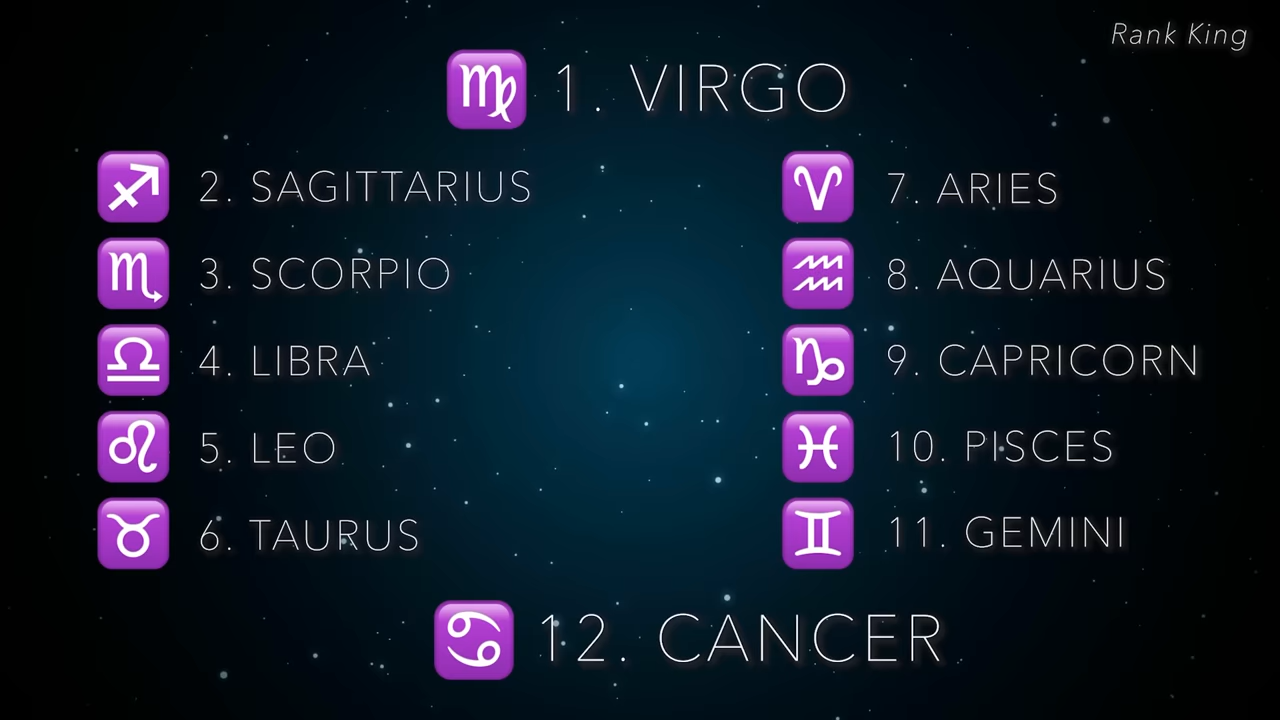 Rank King
1. VIRGO
2. SAGITTARIUS
3. SCORPIO
4. LIBRA
5. LEO
6. TAURUS
7. ARIES
8. AQUARIUS
9. CAPRICORN
10. PISCES
11. GEMINI
12. CANCER